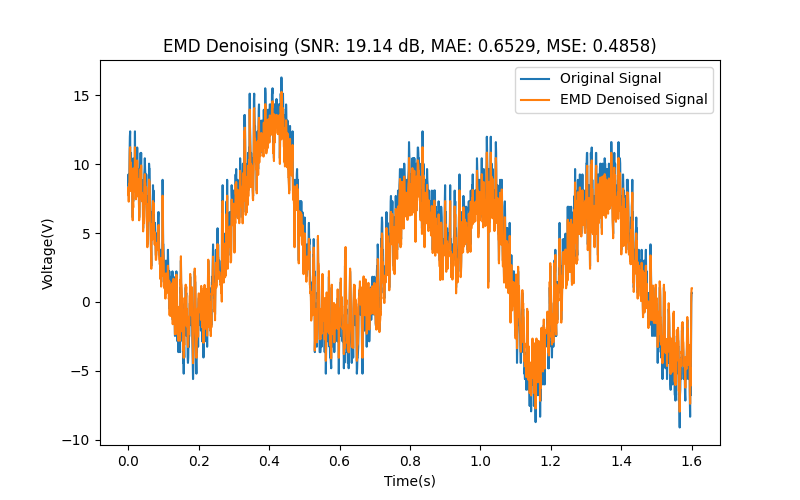 EMD Denoising (SNR: 19.14 dB, MAE: 0.6529, MSE: 0.4858)
Original Signal
EMD Denoised Signal
15
10
5
0
−5
−10
Voltage(V)
0.0 0.2 0.4 0.6 0.8 1.0 1.2 1.4 1.6
Time(s)